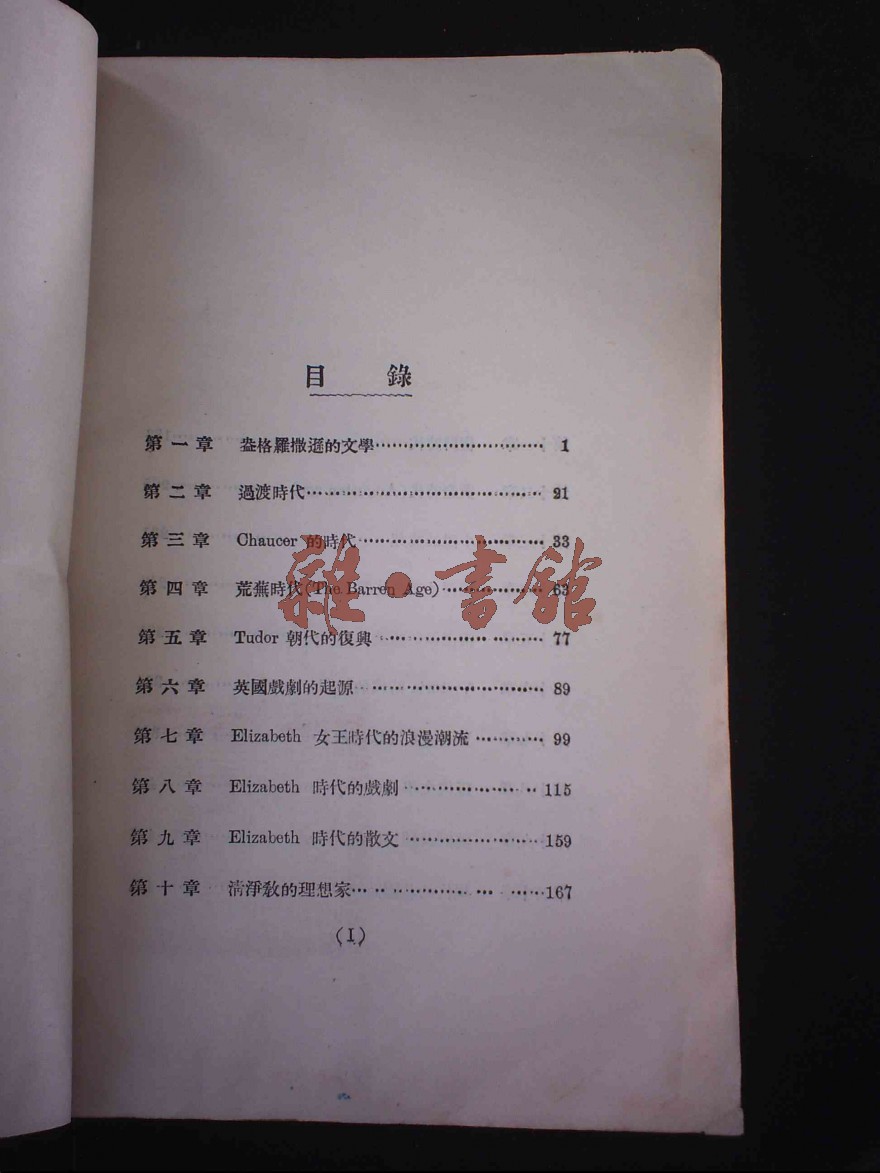 目 錄
第一章 盎格羅撒遜的文學 1
第二章 過渡時代 21
第三章 Chaucer 的時代 33
第四章 荒蕪時代(The Barren Age) 63
第五章 Tudor 朝代的復興 77
第六章 英國戲劇的起源 89
第七章 Elizabeth 女王時代的浪漫潮流 99
第八章 Elizabeth 時代的戲劇 115
第九章 Elizabeth 時代的散文 159
第十章 清淨教的理想家 167
(I)
雜·書館